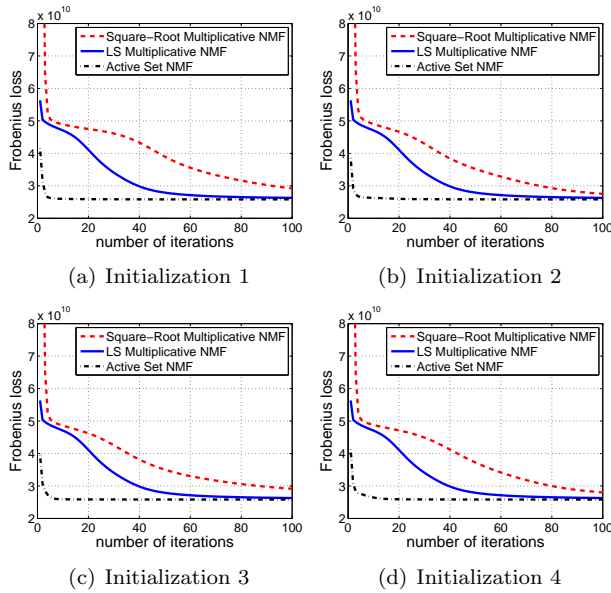 x 10^10
Frobenius loss
8
7
6
5
4
3
2
0 20 40 60 80 100
number of iterations
Square−Root Multiplicative NMF
LS Multiplicative NMF
Active Set NMF
(a) Initialization 1
x 10^10
Frobenius loss
8
7
6
5
4
3
2
0 20 40 60 80 100
number of iterations
Square−Root Multiplicative NMF
LS Multiplicative NMF
Active Set NMF
(b) Initialization 2
x 10^10
Frobenius loss
8
7
6
5
4
3
2
0 20 40 60 80 100
number of iterations
Square−Root Multiplicative NMF
LS Multiplicative NMF
Active Set NMF
(c) Initialization 3
x 10^10
Frobenius loss
8
7
6
5
4
3
2
0 20 40 60 80 100
number of iterations
Square−Root Multiplicative NMF
LS Multiplicative NMF
Active Set NMF
(d) Initialization 4